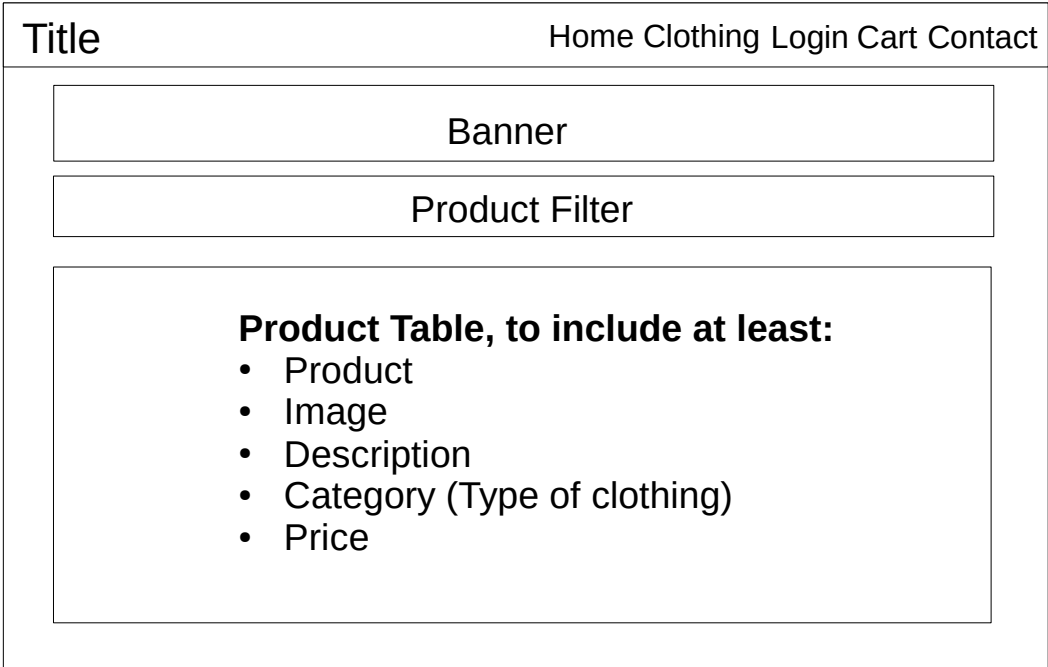 Title Home Clothing Login Cart Contact
Banner
Product Filter
Product Table, to include at least:
• Product
• Image
• Description
• Category (Type of clothing)
• Price